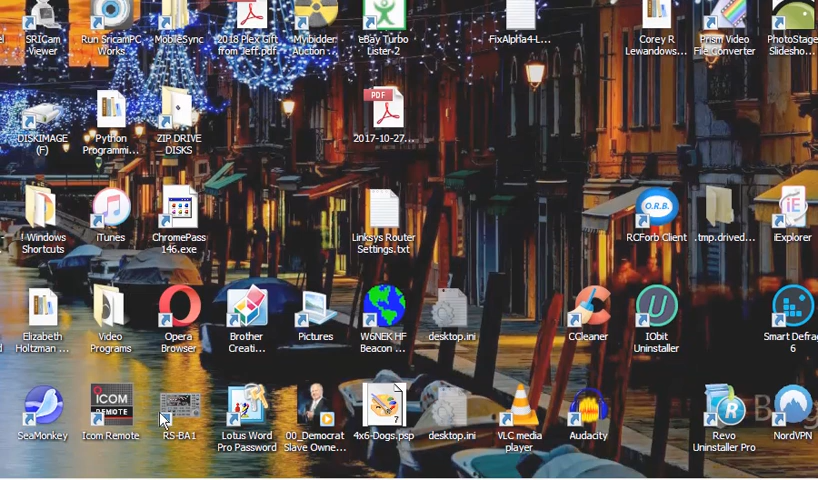 SRICam
Viewer
Run SricamPC
Works
MobileSync
2018 Plex Gift
from Jeff.pdf
Myibidder
Auction ...
eBay Turbo
Lister-2
FixAlpha4-L...
Corey R
Lewandows...
Prism Video
File Converter
PhotoStage
Slidesho...
DISKIMAGE
(F)
Python
Programmi...
ZIP DRIVE
DISKS
PDF
2017-10-27...
! Windows
Shortcuts
iTunes
ChromePass
146.exe
Linksys Router
Settings.txt
O.R.B.
RCForb Client
.tmp.drived...
iE
iExplorer
Elizabeth
Holtzman ...
Video
Programs
Opera
Browser
Brother
Creati...
Pictures
W6NEK HF
Beacon ...
desktop.ini
CCleaner
IObit
Uninstaller
Smart Defrag
6
SeaMonkey
ICOM
REMOTE
Icom Remote
RS-BA1
Lotus Word
Pro Password
00_Democrat
Slave Owne...
7
4x6-Dogs.psp
desktop.ini
VLC media
player
Audacity
Revo
Uninstaller Pro
NordVPN